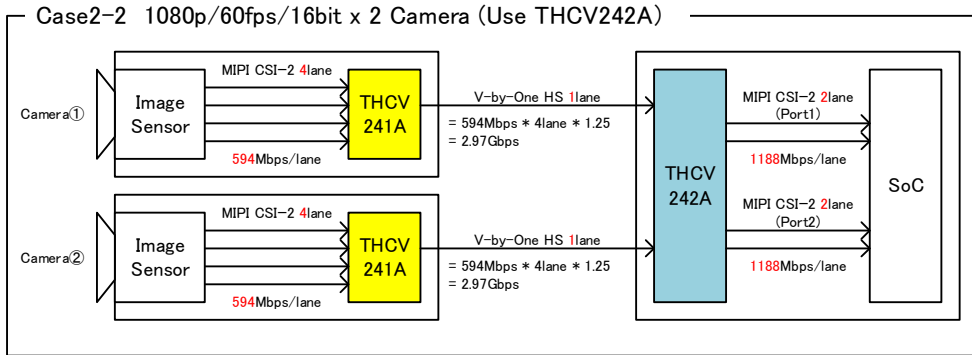 Case2-2 1080p/60fps/16bit x 2 Camera (Use THCV242A)
Camera①
Image
Sensor
MIPI CSI-2 4lane
594Mbps/lane
THCV
241A
V-by-One HS 1lane
= 594Mbps * 4lane * 1.25
= 2.97Gbps
Camera②
Image
Sensor
MIPI CSI-2 4lane
594Mbps/lane
THCV
241A
V-by-One HS 1lane
= 594Mbps * 4lane * 1.25
= 2.97Gbps
THCV
242A
MIPI CSI-2 2lane
(Port1)
1188Mbps/lane
MIPI CSI-2 2lane
(Port2)
1188Mbps/lane
SoC